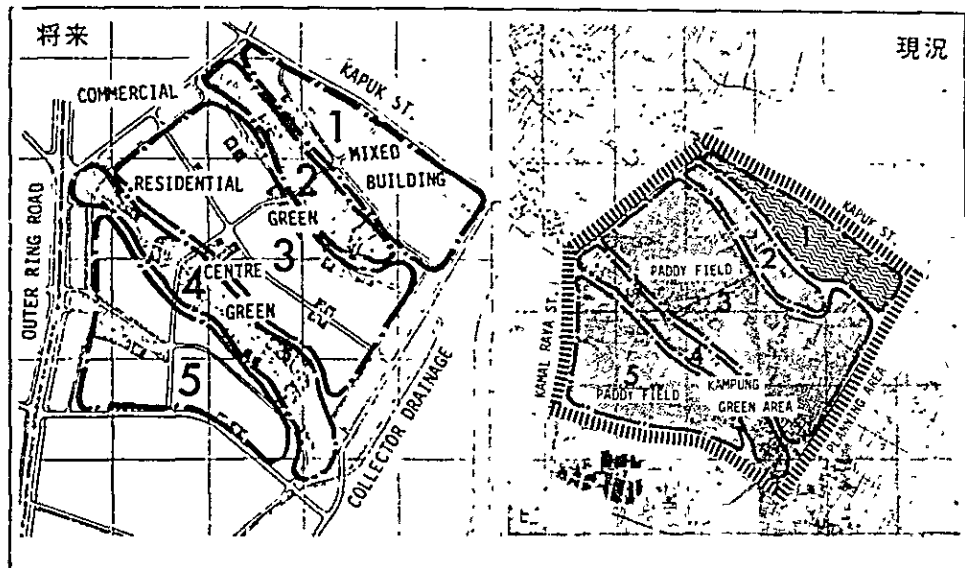 将来
COMMERCIAL
KAPUK ST.
1
MIXED
BUILDING
RESIDENTIAL
2
GREEN
3
CENTRE
4
GREEN
5
OUTER RING ROAD
COLLECTOR DRAINAGE
現況
KAPUK ST.
1
2
PADDY FIELD
3
KAMAL RAYA ST.
4
5
KAMPUNG
PADDY FIELD
GREEN AREA
PLANNING AREA